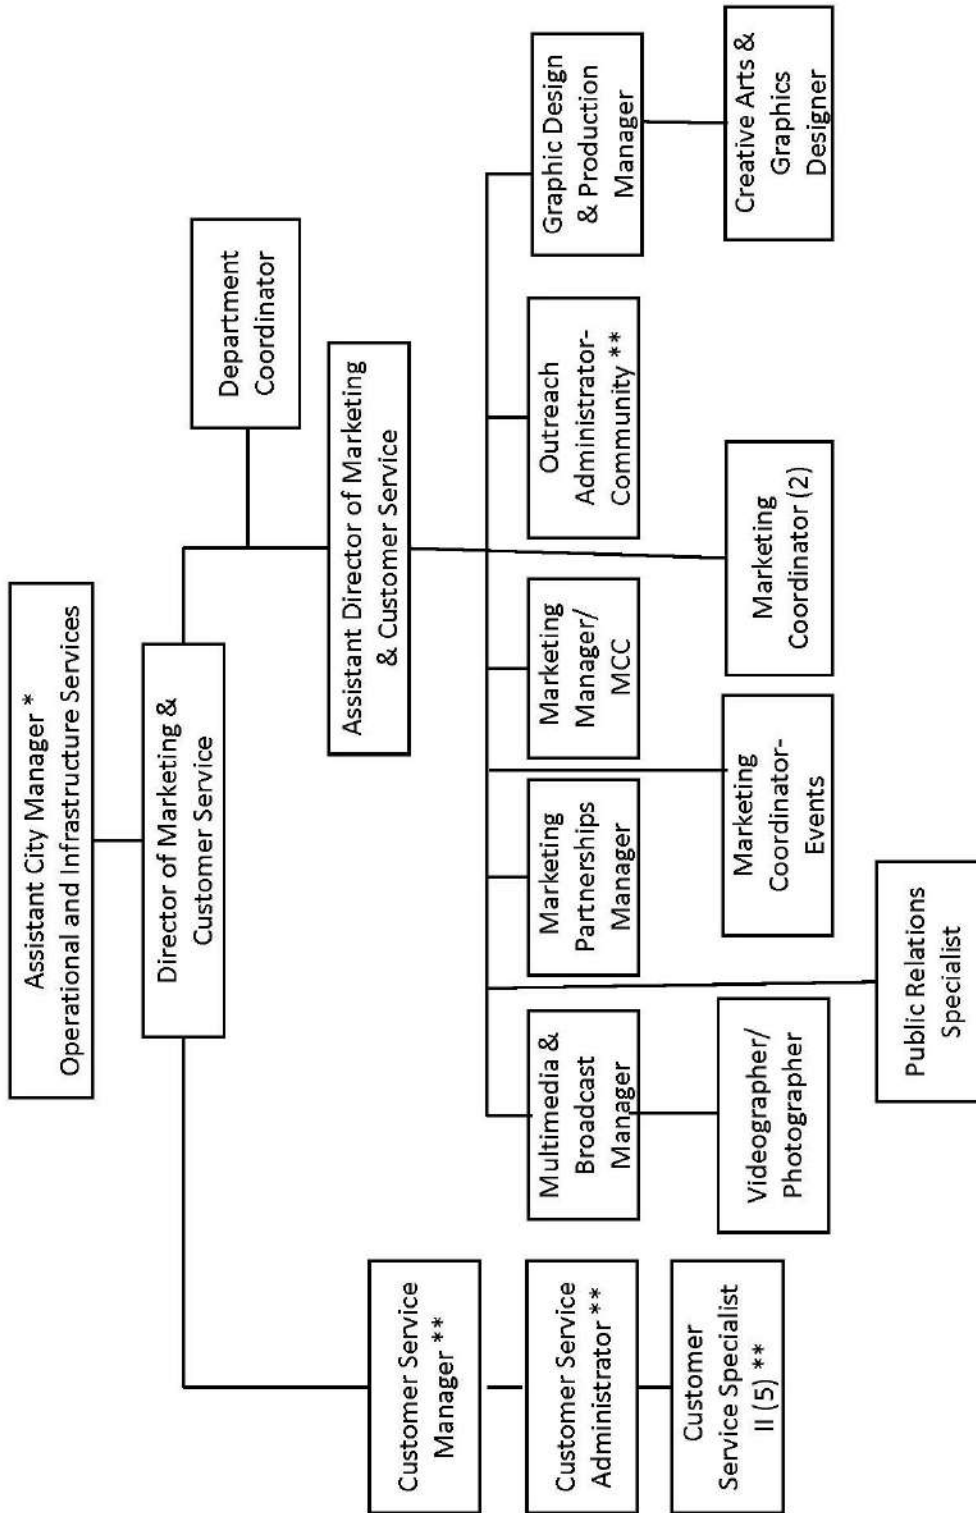 Assistant City Manager *
Operational and Infrastructure Services
Director of Marketing &
Customer Service
Department
Coordinator
Assistant Director of Marketing
& Customer Service
Customer Service
Manager **
Customer Service
Administrator **
Customer
Service Specialist
II (5) **
Multimedia &
Broadcast
Manager
Marketing
Partnerships
Manager
Marketing
Manager/
MCC
Outreach
Administrator-
Community **
Graphic Design
& Production
Manager
Videographer/
Photographer
Marketing
Coordinator-
Events
Marketing
Coordinator (2)
Creative Arts &
Graphics
Designer
Public Relations
Specialist